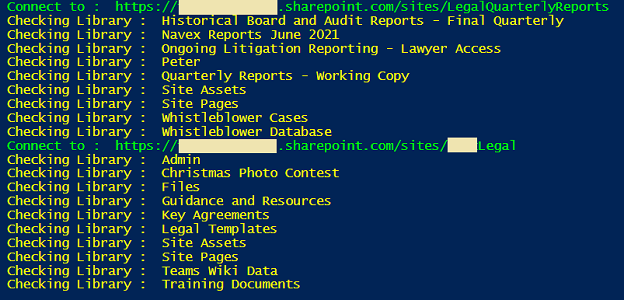 Connect to :  https://.sharepoint.com/sites/LegalQuarterlyReports
Checking Library :  Historical Board and Audit Reports - Final Quarterly
Checking Library :  Navex Reports June 2021
Checking Library :  Ongoing Litigation Reporting - Lawyer Access
Checking Library :  Peter
Checking Library :  Quarterly Reports - Working Copy
Checking Library :  Site Assets
Checking Library :  Site Pages
Checking Library :  Whistleblower Cases
Checking Library :  Whistleblower Database
Connect to :  https://.sharepoint.com/sites/Legal
Checking Library :  Admin
Checking Library :  Christmas Photo Contest
Checking Library :  Files
Checking Library :  Guidance and Resources
Checking Library :  Key Agreements
Checking Library :  Legal Templates
Checking Library :  Site Assets
Checking Library :  Site Pages
Checking Library :  Teams Wiki Data
Checking Library :  Training Documents